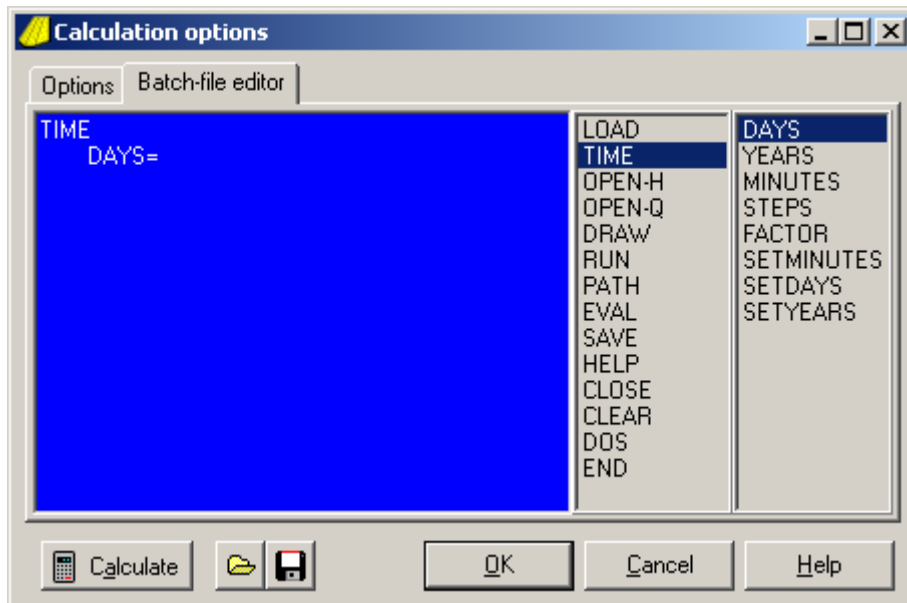 Calculation options
Options
Batch-file editor
TIME
DAYS=
LOAD
TIME
OPEN-H
OPEN-Q
DRAW
RUN
PATH
EVAL
SAVE
HELP
CLOSE
CLEAR
DOS
END
DAYS
YEARS
MINUTES
STEPS
FACTOR
SETMINUTES
SETDAYS
SETYEARS
Calculate
OK
Cancel
Help